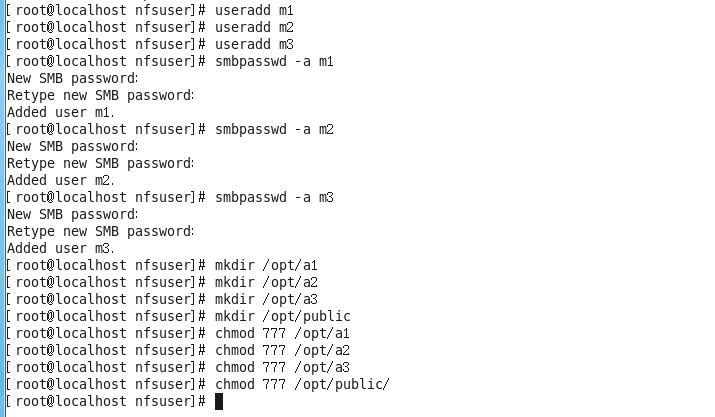 [ root@localhost nfsuser]# useradd m1
[ root@localhost nfsuser]# useradd m2
[ root@localhost nfsuser]# useradd m3
[ root@localhost nfsuser]# smbpasswd -a m1
New SMB password:
Retype new SMB password:
Added user m1.
[ root@localhost nfsuser]# smbpasswd -a m2
New SMB password:
Retype new SMB password:
Added user m2.
[ root@localhost nfsuser]# smbpasswd -a m3
New SMB password:
Retype new SMB password:
Added user m3.
[ root@localhost nfsuser]# mkdir /opt/a1
[ root@localhost nfsuser]# mkdir /opt/a2
[ root@localhost nfsuser]# mkdir /opt/a3
[ root@localhost nfsuser]# mkdir /opt/public
[ root@localhost nfsuser]# chmod 777 /opt/a1
[ root@localhost nfsuser]# chmod 777 /opt/a2
[ root@localhost nfsuser]# chmod 777 /opt/a3
[ root@localhost nfsuser]# chmod 777 /opt/public/
[ root@localhost nfsuser]#